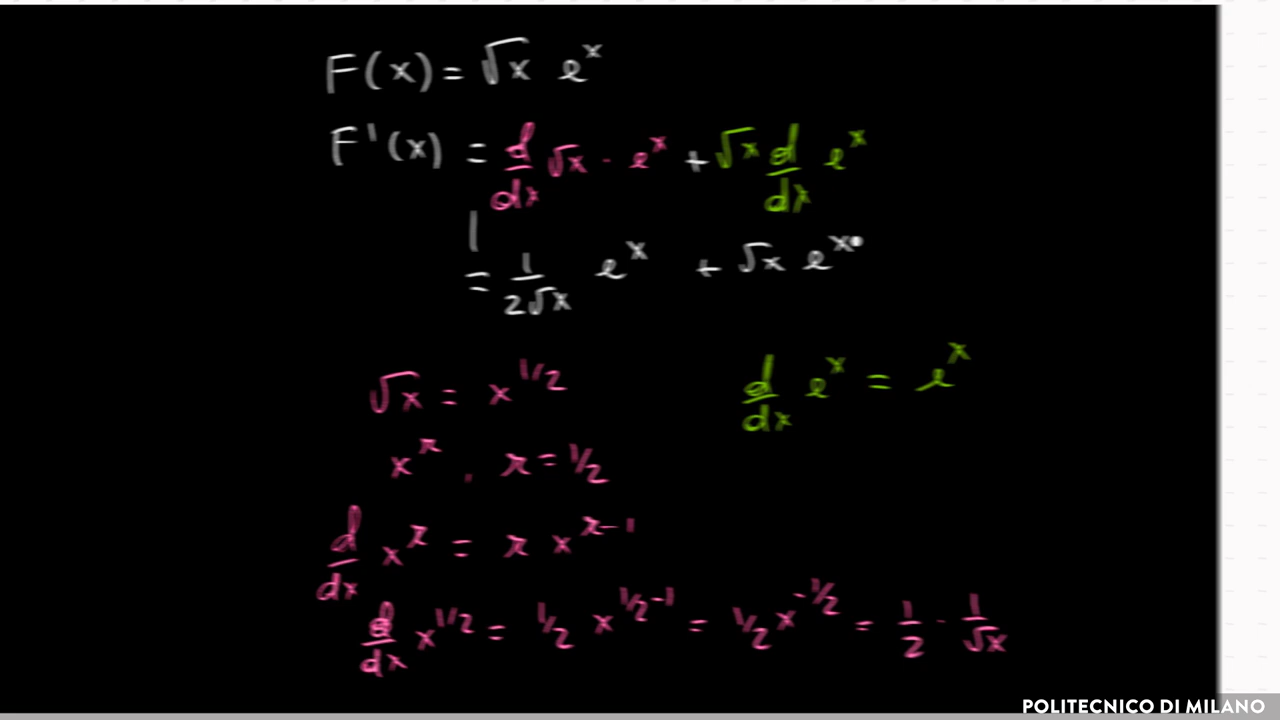 F(x) = √x e^x
F'(x) = d/dx √x · e^x + √x d/dx e^x
= 1/(2√x) e^x + √x e^x
√x = x^(1/2)
d/dx e^x = e^x
x^r, r = 1/2
d/dx x^r = r x^(r-1)
d/dx x^(1/2) = 1/2 x^(1/2-1) = 1/2 x^(-1/2) = 1/2 · 1/√x
POLITECNICO DI MILANO